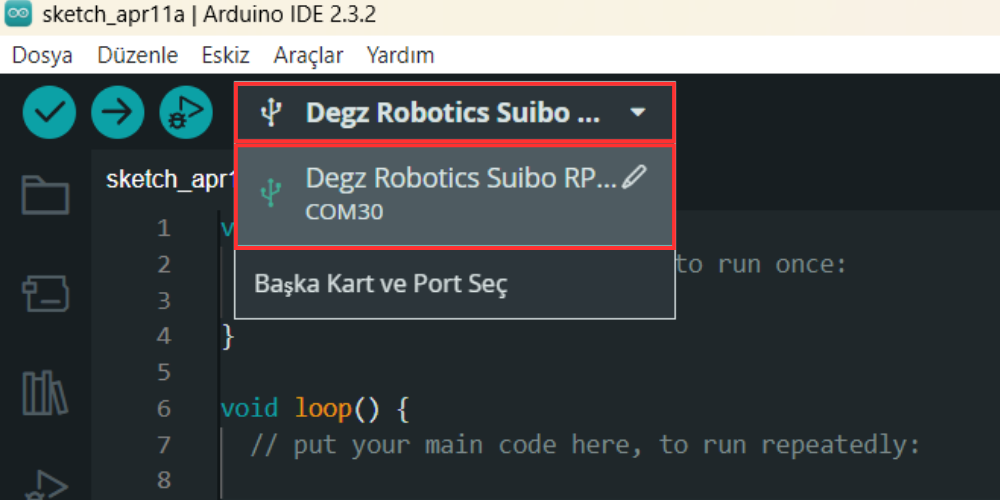 sketch_apr11a | Arduino IDE 2.3.2
Dosya Düzenle Eskiz Araçlar Yardım
Degz Robotics Suibo ...
sketch_apr1
Degz Robotics Suibo RP...
COM30
Başka Kart ve Port Seç
1 v
2 to run once:
3
4 }
5
6 void loop() {
7 // put your main code here, to run repeatedly:
8